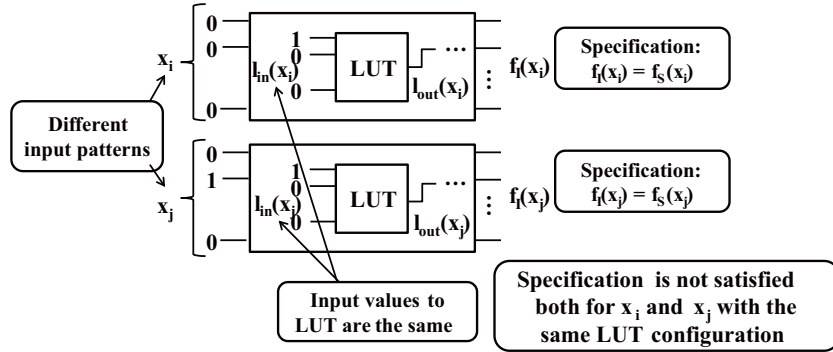 0
0
x_i
0
1
0
l_in(x_i)
0
LUT
...
l_out(x_i)
⋮
f_I(x_i)
Specification:
f_I(x_i) = f_S(x_i)
Different
input patterns
0
1
x_j
0
1
0
l_in(x_j)
0
LUT
...
l_out(x_j)
⋮
f_I(x_j)
Specification:
f_I(x_j) = f_S(x_j)
Input values to
LUT are the same
Specification is not satisfied
both for x_i and x_j with the
same LUT configuration